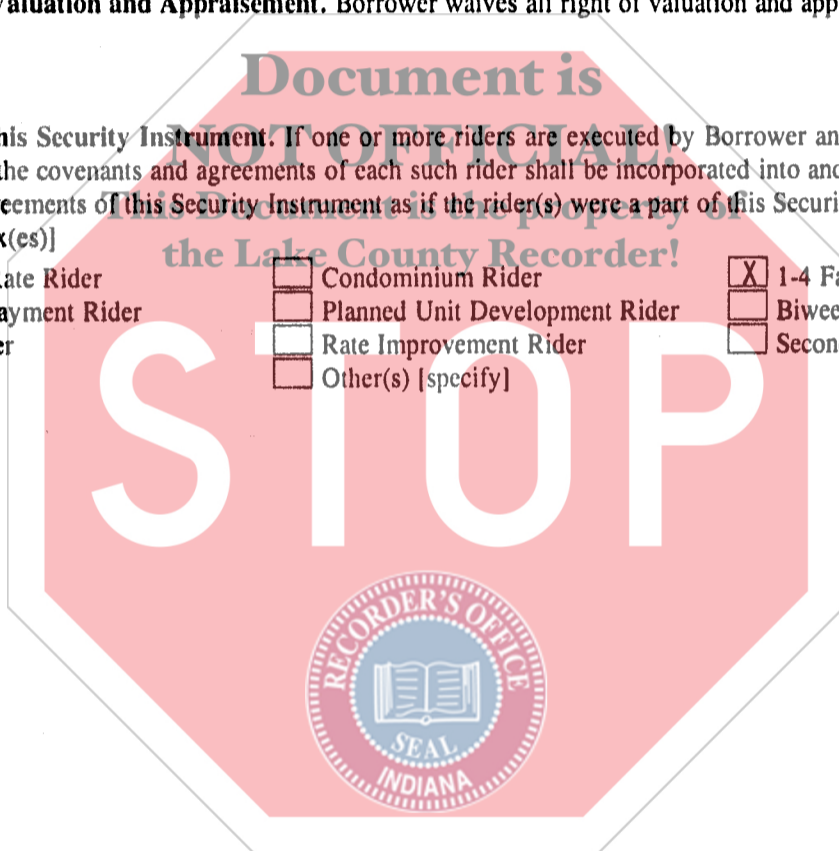 aluation and Appraisement. Borrower waives all right of valuation and app
Document is
NOT OFFICIAL!
his Security Instrument. If one or more riders are executed by Borrower an
the covenants and agreements of each such rider shall be incorporated into and
This Document is the property of
eements of this Security Instrument as if the rider(s) were a part of this Securi
x(es)]
the Lake County Recorder!
ate Rider Condominium Rider X 1-4 Fa
ayment Rider Planned Unit Development Rider Biwee
er Rate Improvement Rider Secon
Other(s) [specify]
STOP
RECORDER'S OFFICE
SEAL
INDIANA